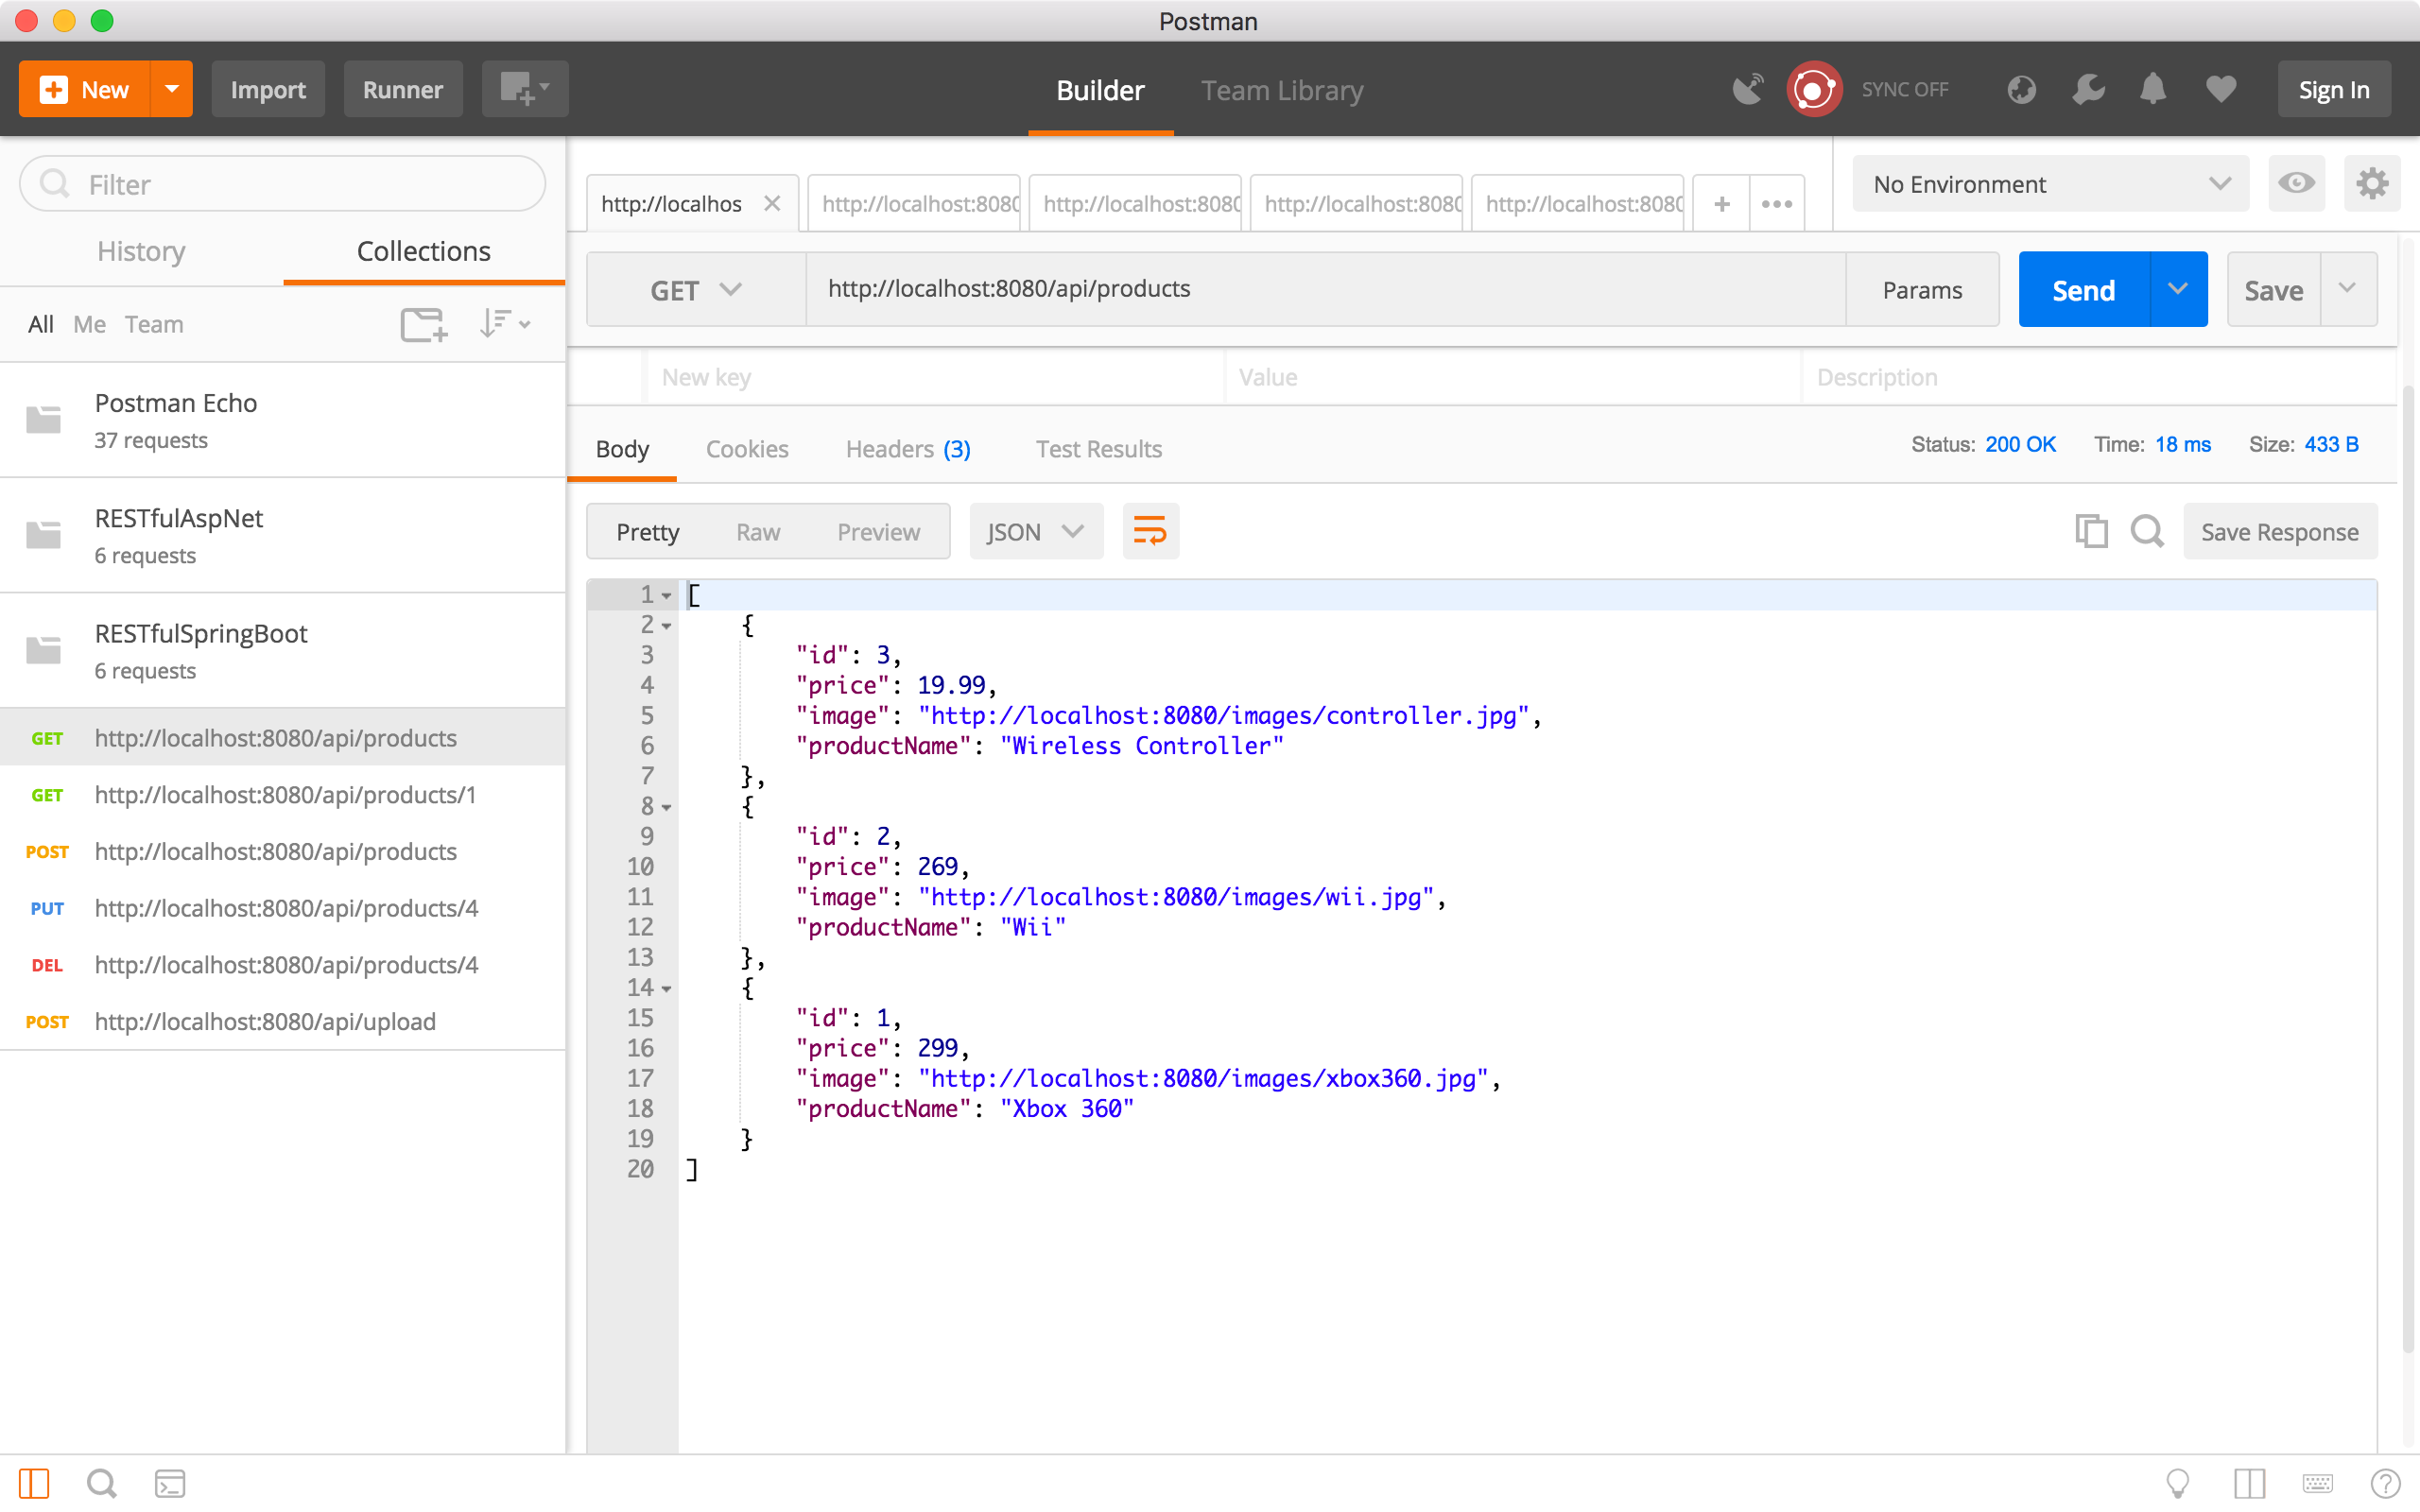 Postman
New Import Runner Builder Team Library SYNC OFF Sign In
Filter
History Collections
All Me Team
Postman Echo
37 requests
RESTfulAspNet
6 requests
RESTfulSpringBoot
6 requests
GET http://localhost:8080/api/products
GET http://localhost:8080/api/products/1
POST http://localhost:8080/api/products
PUT http://localhost:8080/api/products/4
DEL http://localhost:8080/api/products/4
POST http://localhost:8080/api/upload
http://localhos http://localhost:8080 http://localhost:8080 http://localhost:8080 http://localhost:8080 No Environment
GET http://localhost:8080/api/products Params Send Save
New key Value Description
Body Cookies Headers (3) Test Results Status: 200 OK Time: 18 ms Size: 433 B
Pretty Raw Preview JSON Save Response
1 [
2 {
3 "id": 3,
4 "price": 19.99,
5 "image": "http://localhost:8080/images/controller.jpg",
6 "productName": "Wireless Controller"
7 },
8 {
9 "id": 2,
10 "price": 269,
11 "image": "http://localhost:8080/images/wii.jpg",
12 "productName": "Wii"
13 },
14 {
15 "id": 1,
16 "price": 299,
17 "image": "http://localhost:8080/images/xbox360.jpg",
18 "productName": "Xbox 360"
19 }
20 ]